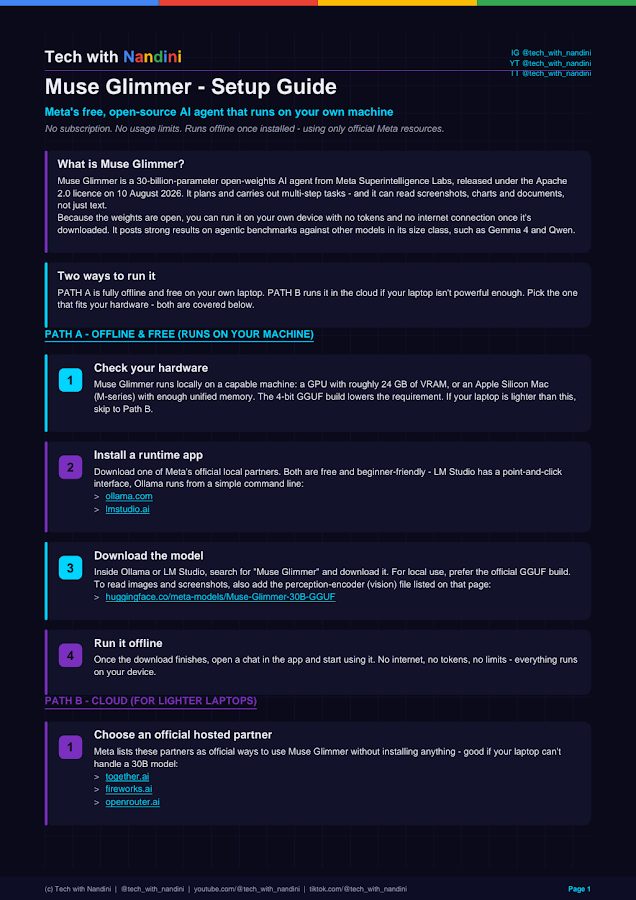 Tech with Nandini
IG @tech_with_nandini
YT @tech_with_nandini
TT @tech_with_nandini
Muse Glimmer - Setup Guide
Meta's free, open-source AI agent that runs on your own machine
No subscription. No usage limits. Runs offline once installed - using only official Meta resources.
What is Muse Glimmer?
Muse Glimmer is a 30-billion-parameter open-weights AI agent from Meta Superintelligence Labs, released under the Apache
2.0 licence on 10 August 2026. It plans and carries out multi-step tasks - and it can read screenshots, charts and documents,
not just text.
Because the weights are open, you can run it on your own device with no tokens and no internet connection once it's
downloaded. It posts strong results on agentic benchmarks against other models in its size class, such as Gemma 4 and Qwen.
Two ways to run it
PATH A is fully offline and free on your own laptop. PATH B runs it in the cloud if your laptop isn't powerful enough. Pick the one
that fits your hardware - both are covered below.
PATH A - OFFLINE & FREE (RUNS ON YOUR MACHINE)
1
Check your hardware
Muse Glimmer runs locally on a capable machine: a GPU with roughly 24 GB of VRAM, or an Apple Silicon Mac
(M-series) with enough unified memory. The 4-bit GGUF build lowers the requirement. If your laptop is lighter than this,
skip to Path B.
2
Install a runtime app
Download one of Meta's official local partners. Both are free and beginner-friendly - LM Studio has a point-and-click
interface, Ollama runs from a simple command line:
> ollama.com
> lmstudio.ai
3
Download the model
Inside Ollama or LM Studio, search for "Muse Glimmer" and download it. For local use, prefer the official GGUF build.
To read images and screenshots, also add the perception-encoder (vision) file listed on that page:
> huggingface.co/meta-models/Muse-Glimmer-30B-GGUF
4
Run it offline
Once the download finishes, open a chat in the app and start using it. No internet, no tokens, no limits - everything runs
on your device.
PATH B - CLOUD (FOR LIGHTER LAPTOPS)
1
Choose an official hosted partner
Meta lists these partners as official ways to use Muse Glimmer without installing anything - good if your laptop can't
handle a 30B model:
> together.ai
> fireworks.ai
> openrouter.ai
(c) Tech with Nandini | @tech_with_nandini | youtube.com/@tech_with_nandini | tiktok.com/@tech_with_nandini
Page 1